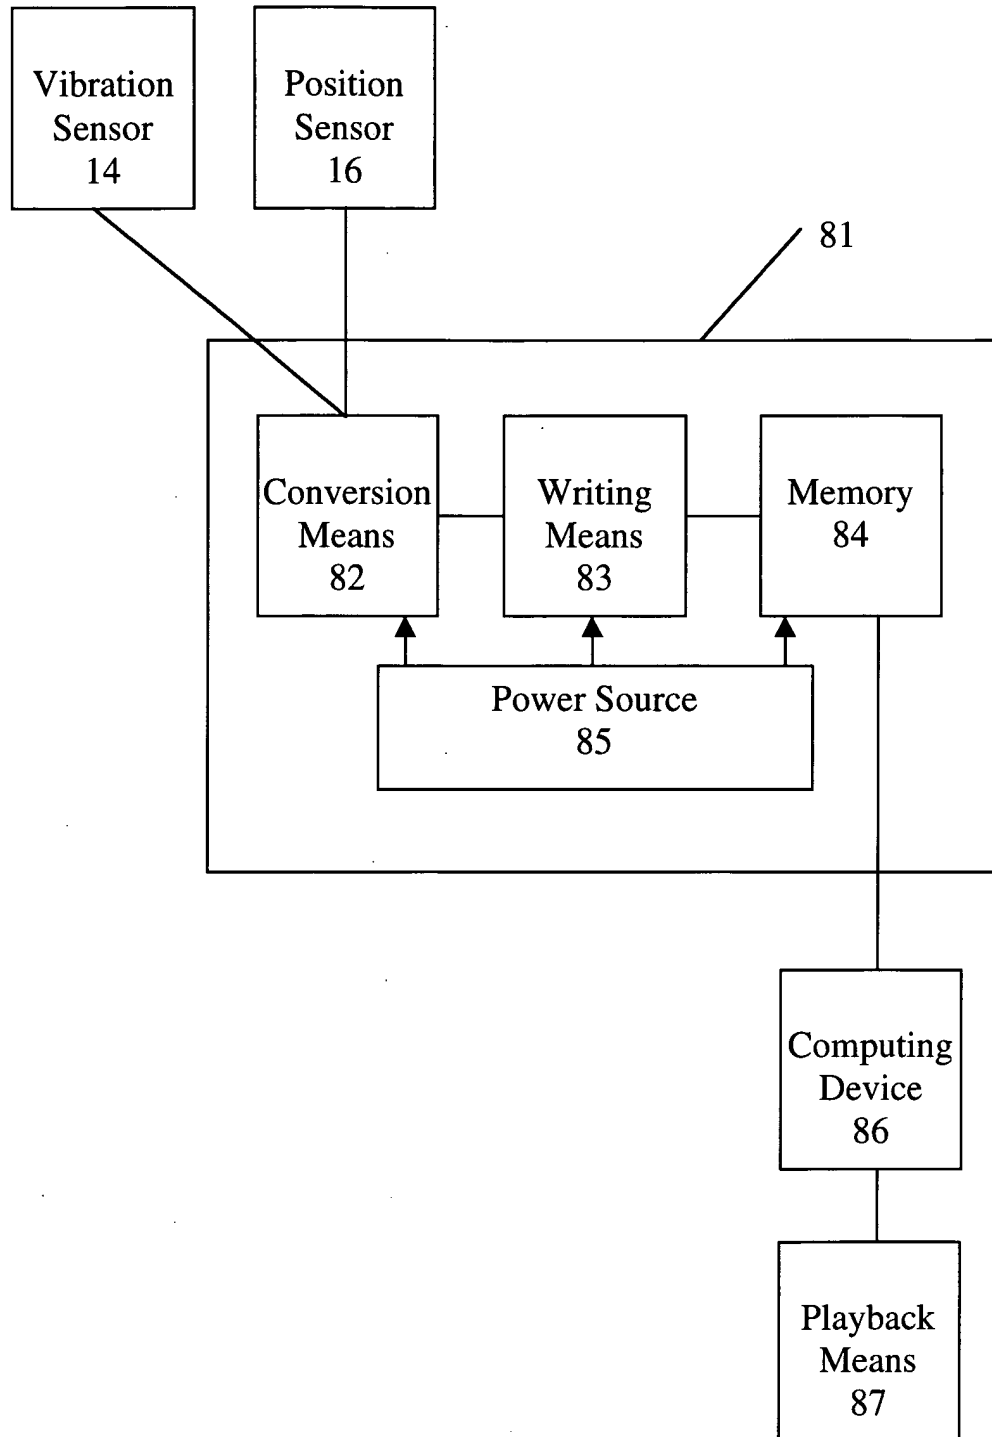 Vibration
Sensor
14
Position
Sensor
16
81
Conversion
Means
82
Writing
Means
83
Memory
84
Power Source
85
Computing
Device
86
Playback
Means
87